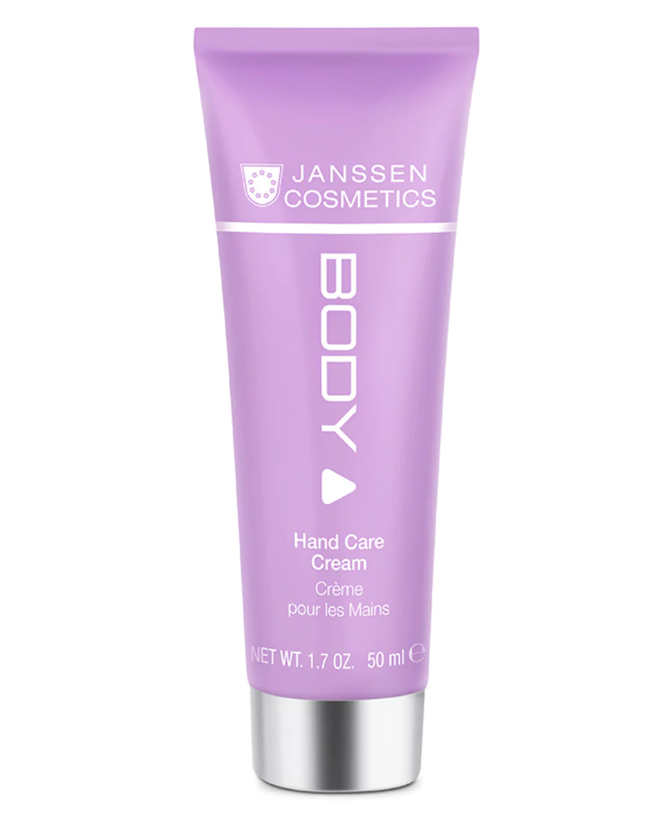 JANSSEN
COSMETICS
BODY
Hand Care
Cream
Crème
pour les Mains
NET WT. 1.7 OZ. 50 ml ℮